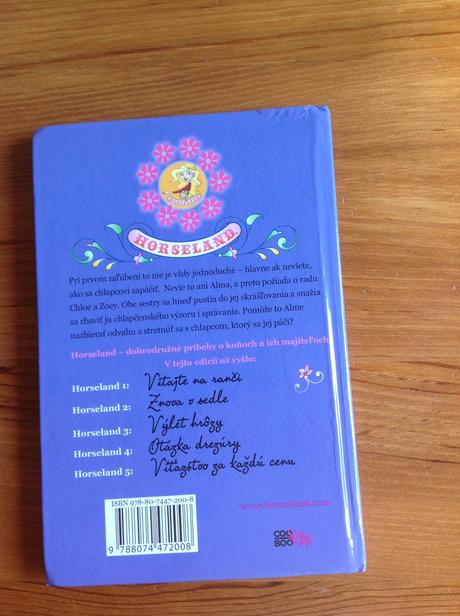 HORSELAND
HORSELAND
Pri prvom zaľúbení to nie je vždy jednoduché – hlavne ak neviete,
ako sa chlapcovi zapáčiť. Nevie to ani Alma, a preto požiada o radu
Chloe a Zoey. Obe sestry sa hneď pustia do jej skrášľovania a snažia
sa zbaviť ju chlapčenského výzoru i správania. Pomôže to Alme
nazbierať odvahu a stretnúť sa s chlapcom, ktorý sa jej páči?
Horseland – dobrodružné príbehy o koňoch a ich majiteľoch
V tejto edícii už vyšlo:
Horseland 1: Vitajte na ranči
Horseland 2: Znova v sedle
Horseland 3: Výlet hrôzy
Horseland 4: Otázka drezúry
Horseland 5: Víťazstvo za každú cenu
ISBN 978-80-7447-200-8
9 788074 472008
www.horseland.com
COO
BOO